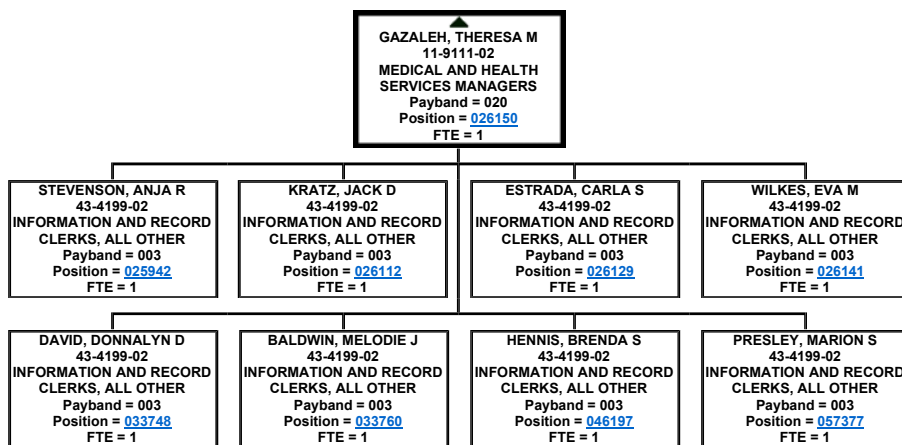 GAZALEH, THERESA M
11-9111-02
MEDICAL AND HEALTH
SERVICES MANAGERS
Payband = 020
Position = 026150
FTE = 1
STEVENSON, ANJA R
43-4199-02
INFORMATION AND RECORD
CLERKS, ALL OTHER
Payband = 003
Position = 025942
FTE = 1
KRATZ, JACK D
43-4199-02
INFORMATION AND RECORD
CLERKS, ALL OTHER
Payband = 003
Position = 026112
FTE = 1
ESTRADA, CARLA S
43-4199-02
INFORMATION AND RECORD
CLERKS, ALL OTHER
Payband = 003
Position = 026129
FTE = 1
WILKES, EVA M
43-4199-02
INFORMATION AND RECORD
CLERKS, ALL OTHER
Payband = 003
Position = 026141
FTE = 1
DAVID, DONNALYN D
43-4199-02
INFORMATION AND RECORD
CLERKS, ALL OTHER
Payband = 003
Position = 033748
FTE = 1
BALDWIN, MELODIE J
43-4199-02
INFORMATION AND RECORD
CLERKS, ALL OTHER
Payband = 003
Position = 033760
FTE = 1
HENNIS, BRENDA S
43-4199-02
INFORMATION AND RECORD
CLERKS, ALL OTHER
Payband = 003
Position = 046197
FTE = 1
PRESLEY, MARION S
43-4199-02
INFORMATION AND RECORD
CLERKS, ALL OTHER
Payband = 003
Position = 057377
FTE = 1